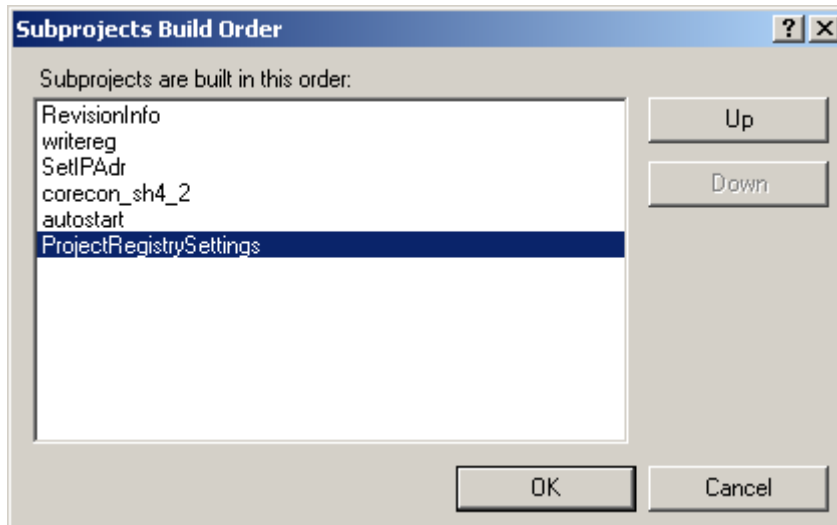 Subprojects Build Order
Subprojects are built in this order:
RevisionInfo
writereg
SetIPAdr
corecon_sh4_2
autostart
ProjectRegistrySettings
Up
Down
OK
Cancel